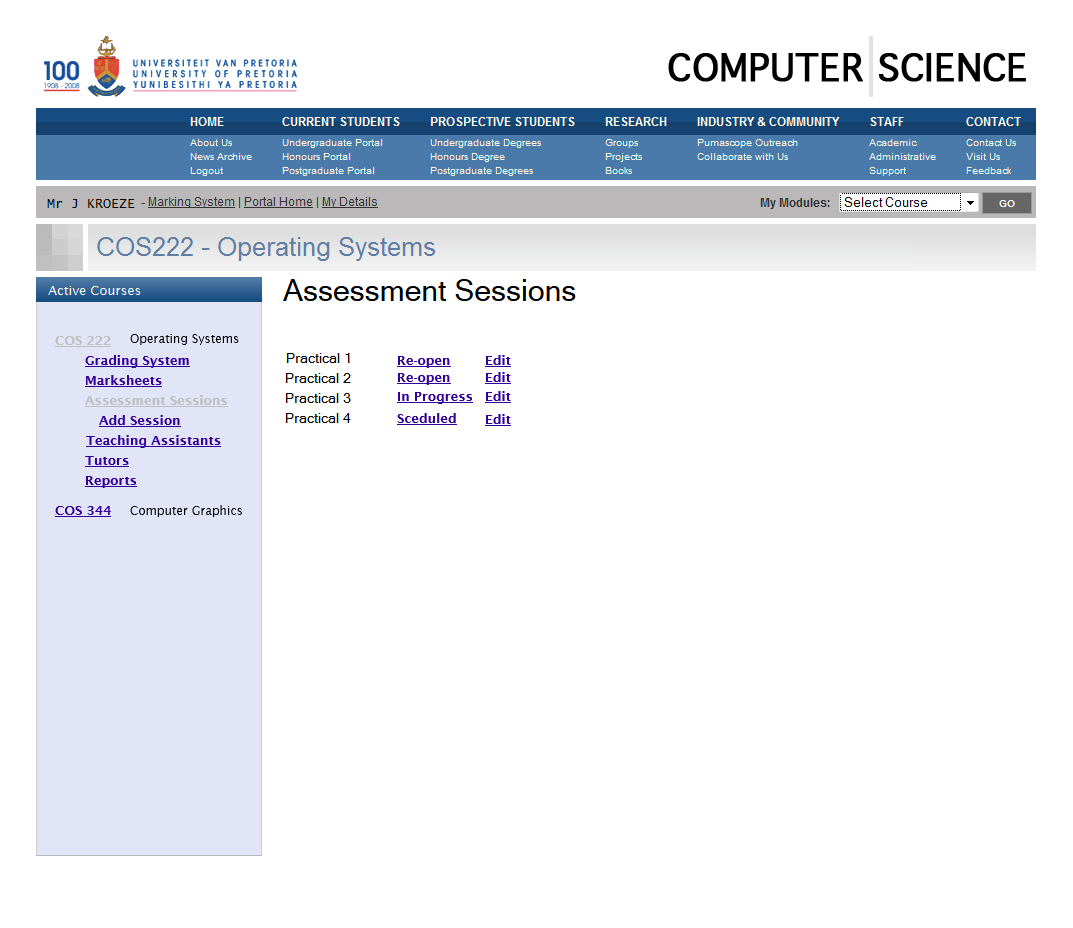 100
1908 - 2008
UNIVERSITEIT VAN PRETORIA
UNIVERSITY OF PRETORIA
YUNIBESITHI YA PRETORIA
COMPUTER SCIENCE
HOME CURRENT STUDENTS PROSPECTIVE STUDENTS RESEARCH INDUSTRY & COMMUNITY STAFF CONTACT
About Us Undergraduate Portal Undergraduate Degrees Groups Pumascope Outreach Academic Contact Us
News Archive Honours Portal Honours Degree Projects Collaborate with Us Administrative Visit Us
Logout Postgraduate Portal Postgraduate Degrees Books Support Feedback
Mr J KROEZE - Marking System | Portal Home | My Details My Modules: Select Course GO
COS222 - Operating Systems
Active Courses
COS 222 Operating Systems
Grading System
Marksheets
Assessment Sessions
Add Session
Teaching Assistants
Tutors
Reports
COS 344 Computer Graphics
Assessment Sessions
Practical 1 Re-open Edit
Practical 2 Re-open Edit
Practical 3 In Progress Edit
Practical 4 Sceduled Edit